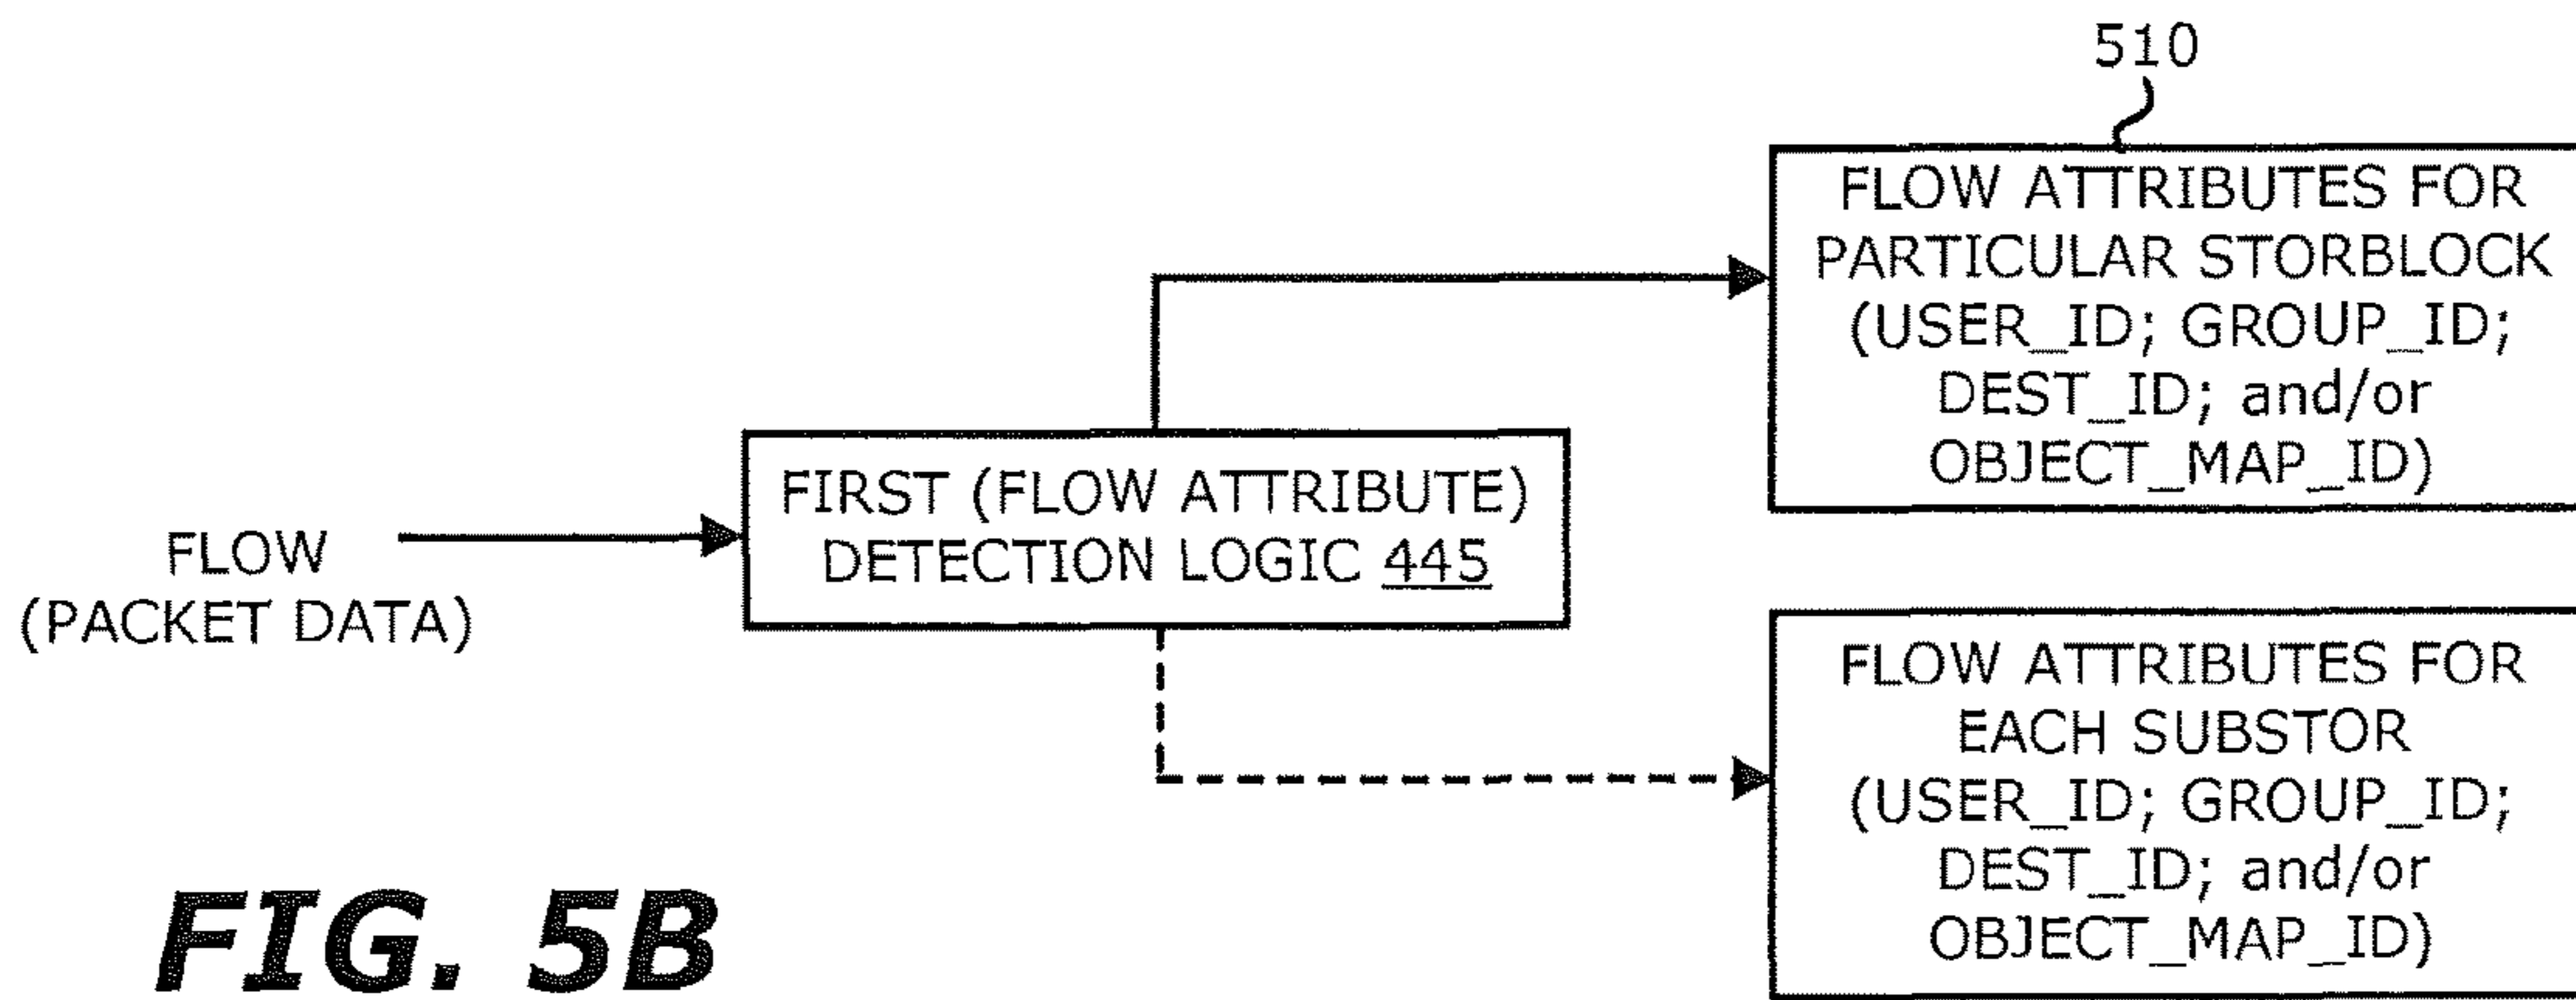 510
FLOW ATTRIBUTES FOR
PARTICULAR STORBLOCK
(USER_ID; GROUP_ID;
DEST_ID; and/or
OBJECT_MAP_ID)
FIRST (FLOW ATTRIBUTE)
DETECTION LOGIC 445
FLOW
(PACKET DATA)
FLOW ATTRIBUTES FOR
EACH SUBSTOR
(USER_ID; GROUP_ID;
DEST_ID; and/or
OBJECT_MAP_ID)
FIG. 5B